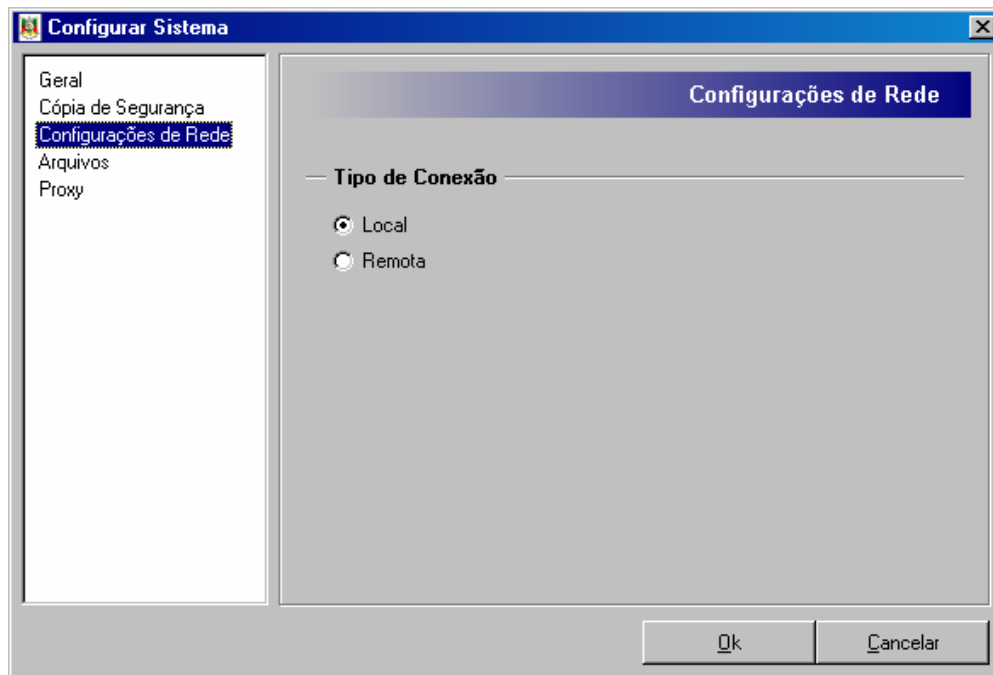 Configurar Sistema
Geral
Cópia de Segurança
Configurações de Rede
Arquivos
Proxy
Configurações de Rede
Tipo de Conexão
Local
Remota
Ok
Cancelar